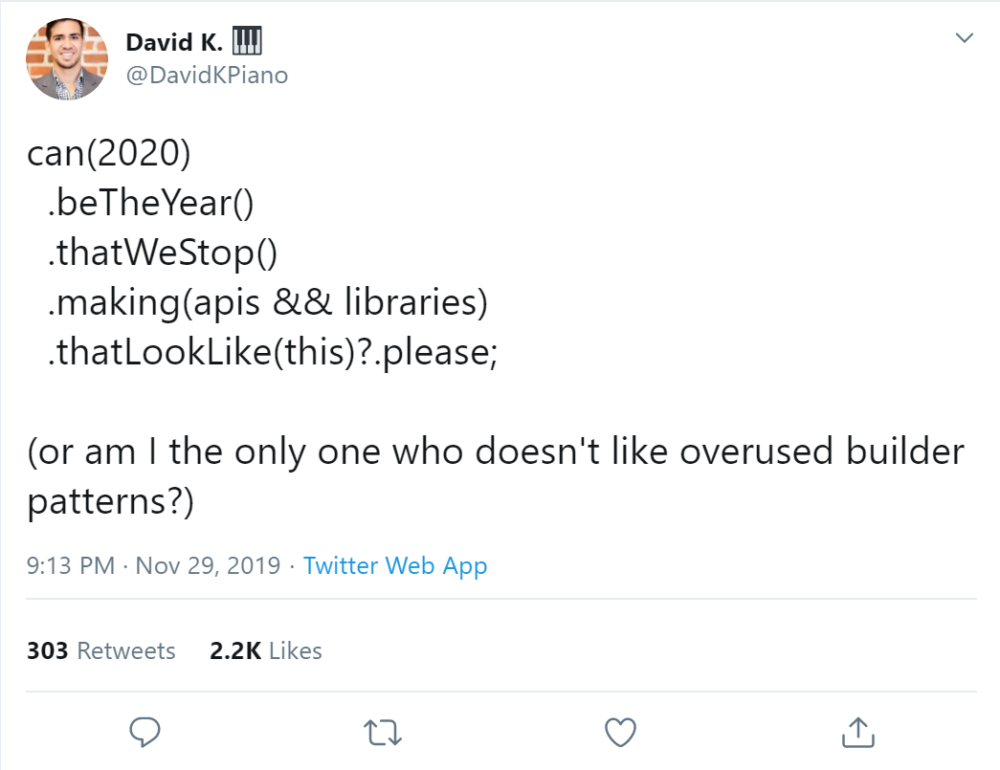 David K. 🎹
@DavidKPiano
can(2020)
  .beTheYear()
  .thatWeStop()
  .making(apis && libraries)
  .thatLookLike(this)?.please;
(or am I the only one who doesn't like overused builder
patterns?)
9:13 PM · Nov 29, 2019 · Twitter Web App
303 Retweets 2.2K Likes